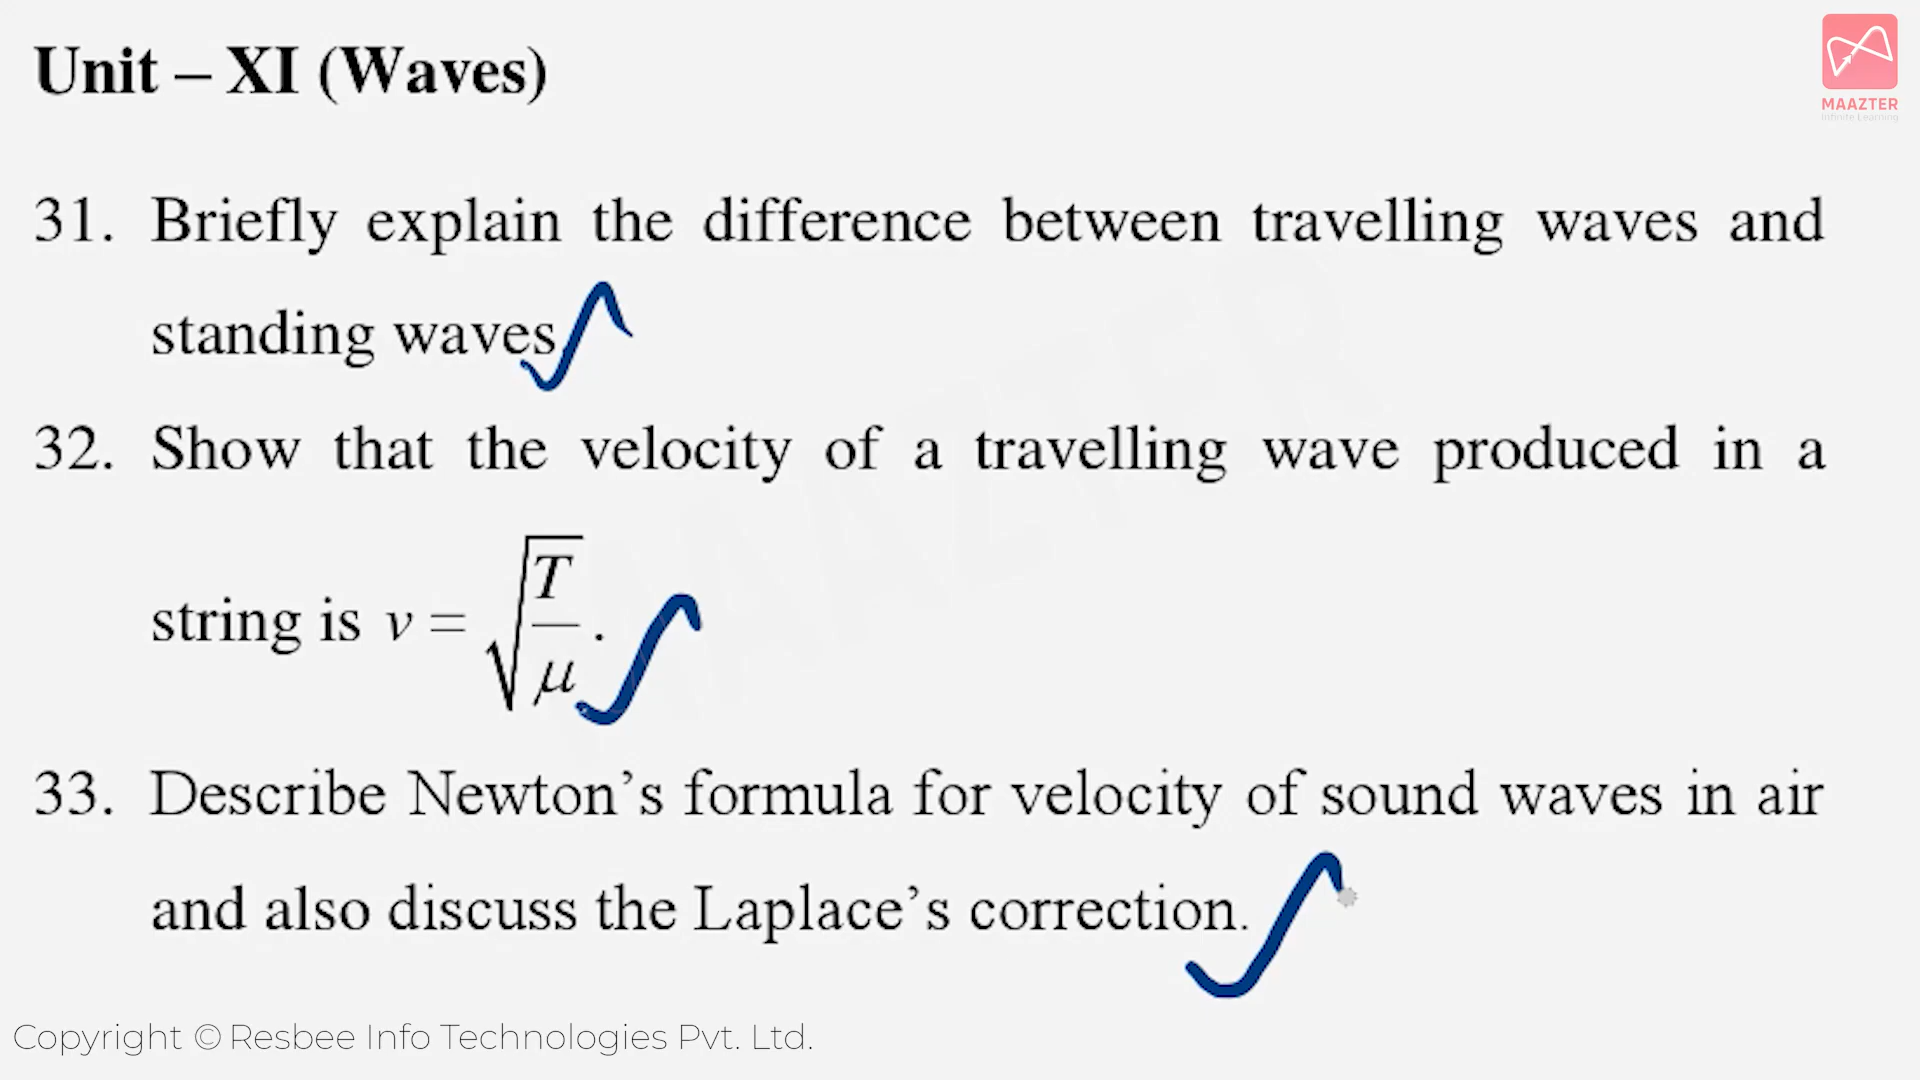 Unit – XI (Waves)
MAAZTER
Infinite Learning
31. Briefly explain the difference between travelling waves and
standing waves
32. Show that the velocity of a travelling wave produced in a
string is v = √(T/μ).
33. Describe Newton’s formula for velocity of sound waves in air
and also discuss the Laplace’s correction.
Copyright © Resbee Info Technologies Pvt. Ltd.